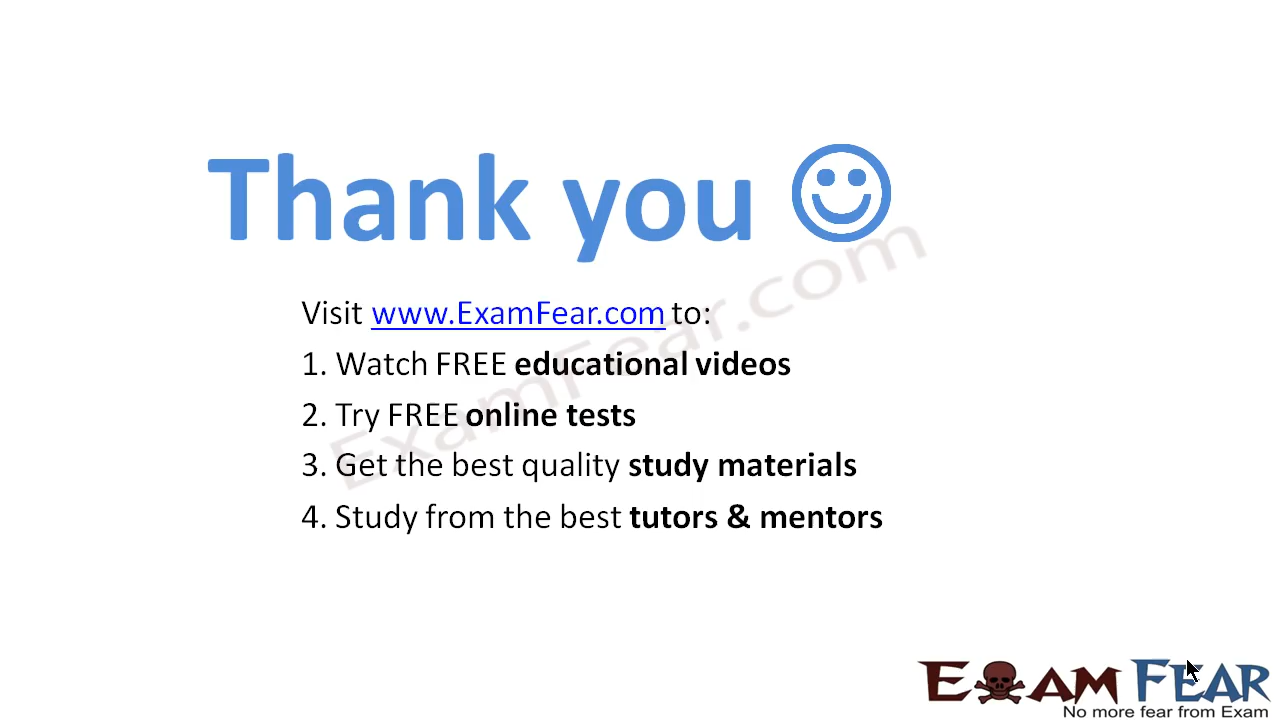 Thank you ☺
Visit www.ExamFear.com to:
1. Watch FREE educational videos
2. Try FREE online tests
3. Get the best quality study materials
4. Study from the best tutors & mentors
ExamFear.com
EXAM FEAR
No more fear from Exam